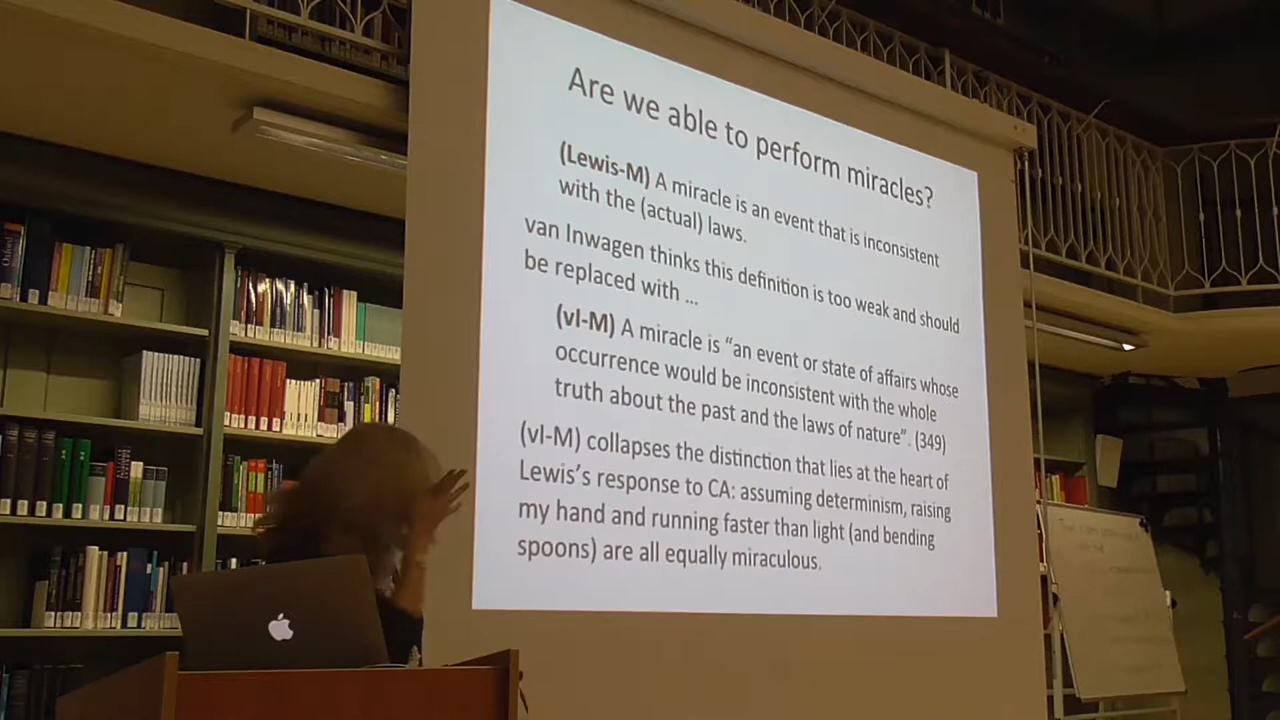 Are we able to perform miracles?
(Lewis-M) A miracle is an event that is inconsistent
with the (actual) laws.
van Inwagen thinks this definition is too weak and should
be replaced with ...
(vI-M) A miracle is “an event or state of affairs whose
occurrence would be inconsistent with the whole
truth about the past and the laws of nature”. (349)
(vI-M) collapses the distinction that lies at the heart of
Lewis’s response to CA: assuming determinism, raising
my hand and running faster than light (and bending
spoons) are all equally miraculous.